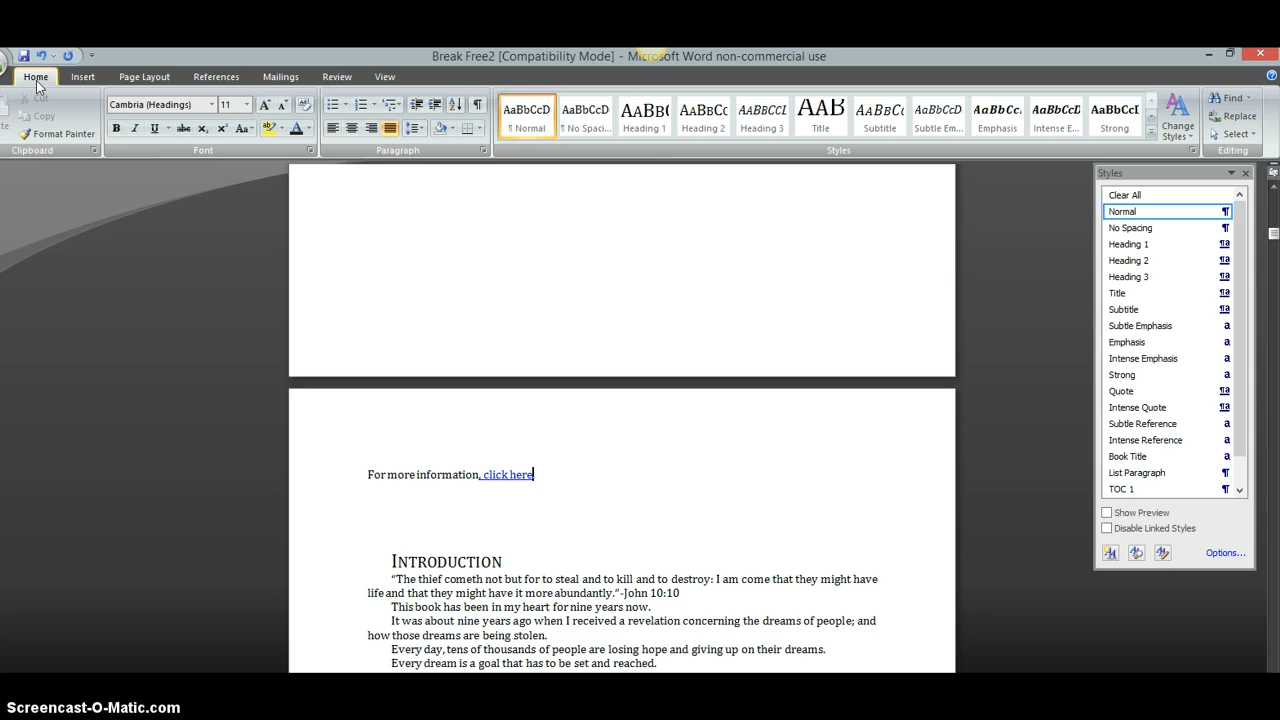 Break Free2 [Compatibility Mode] - Microsoft Word non-commercial use
Home Insert Page Layout References Mailings Review View
Cut
Copy
Format Painter
Clipboard
Cambria (Headings) 11
Font
Paragraph
AaBbCcD AaBbCcD AaBbC AaBbCc AaBbCcI AaB AaBbCc AaBbCcD AaBbCcD AaBbCcD AaBbCcI
¶ Normal ¶ No Spaci... Heading 1 Heading 2 Heading 3 Title Subtitle Subtle Em... Emphasis Intense E... Strong
Change Styles
Styles
Find
Replace
Select
Editing
For more information, click here
INTRODUCTION
“The thief cometh not but for to steal and to kill and to destroy: I am come that they might have
life and that they might have it more abundantly.”-John 10:10
This book has been in my heart for nine years now.
It was about nine years ago when I received a revelation concerning the dreams of people; and
how those dreams are being stolen.
Every day, tens of thousands of people are losing hope and giving up on their dreams.
Every dream is a goal that has to be set and reached.
Styles
Clear All
Normal ¶
No Spacing ¶
Heading 1 ¶a
Heading 2 ¶a
Heading 3 ¶a
Title ¶a
Subtitle ¶a
Subtle Emphasis a
Emphasis a
Intense Emphasis a
Strong a
Quote ¶a
Intense Quote ¶a
Subtle Reference a
Intense Reference a
Book Title a
List Paragraph ¶
TOC 1 ¶
Show Preview
Disable Linked Styles
Options...
Screencast-O-Matic.com